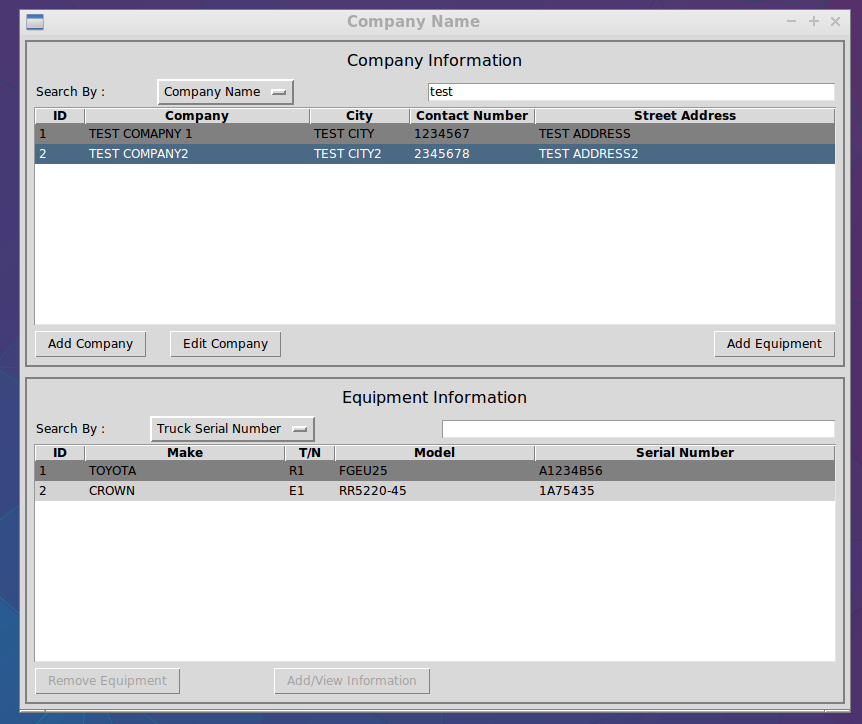 Company Name
Company Information
Search By : Company Name test
ID Company City Contact Number Street Address
1 TEST COMAPNY 1 TEST CITY 1234567 TEST ADDRESS
2 TEST COMPANY2 TEST CITY2 2345678 TEST ADDRESS2
Add Company Edit Company Add Equipment
Equipment Information
Search By : Truck Serial Number
ID Make T/N Model Serial Number
1 TOYOTA R1 FGEU25 A1234B56
2 CROWN E1 RR5220-45 1A75435
Remove Equipment Add/View Information